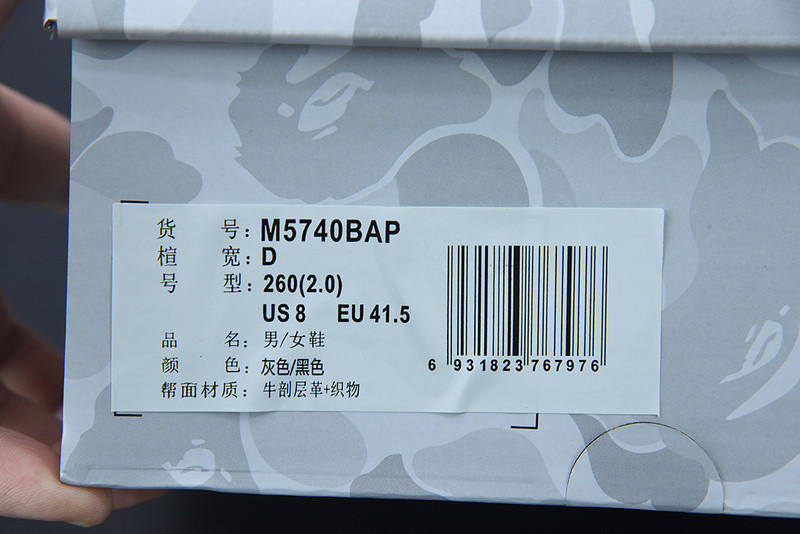 货 号: M5740BAP
楦 宽: D
号 型: 260(2.0)
US 8 EU 41.5
品 名: 男/女鞋
颜 色: 灰色/黑色
帮面材质: 牛剖层革+织物
6 931823 767976